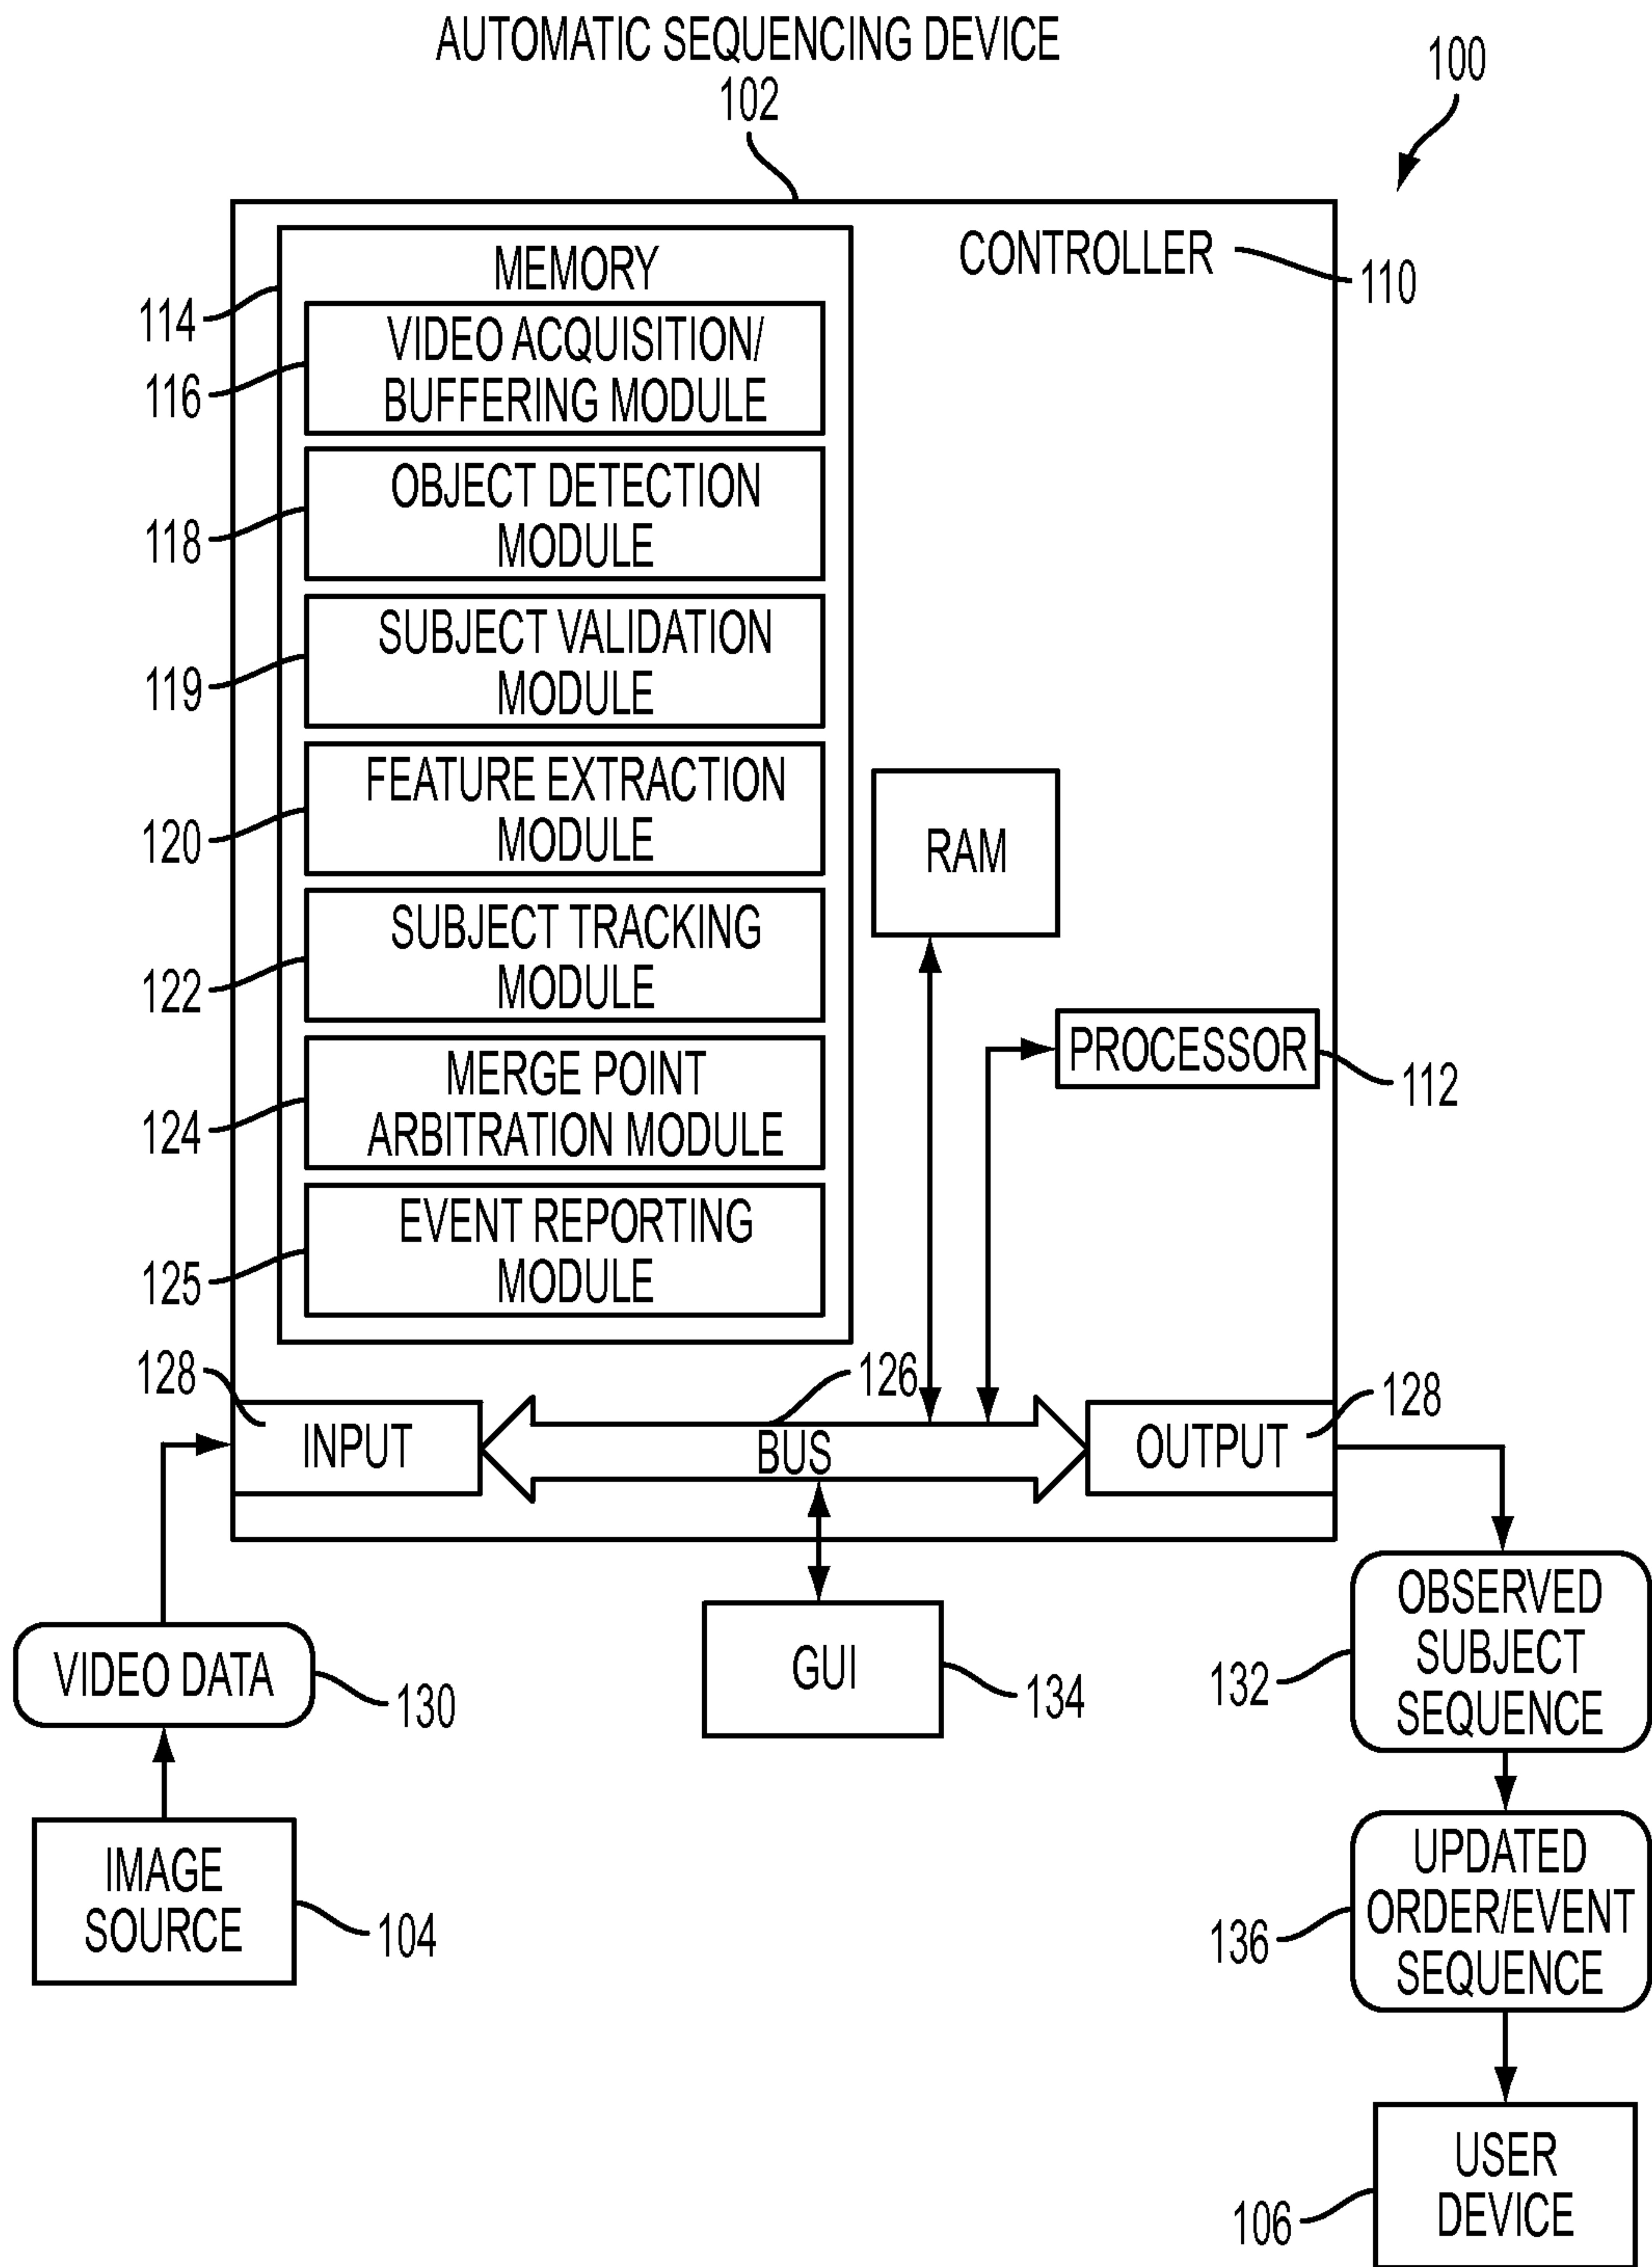 AUTOMATIC SEQUENCING DEVICE
102
100
CONTROLLER
110
MEMORY
114
VIDEO ACQUISITION/
BUFFERING MODULE
116
OBJECT DETECTION
MODULE
118
SUBJECT VALIDATION
MODULE
119
FEATURE EXTRACTION
MODULE
120
RAM
SUBJECT TRACKING
MODULE
122
PROCESSOR
112
MERGE POINT
ARBITRATION MODULE
124
EVENT REPORTING
MODULE
125
128
INPUT
126
BUS
OUTPUT
128
VIDEO DATA
130
GUI
134
OBSERVED
SUBJECT
SEQUENCE
132
IMAGE
SOURCE
104
UPDATED
ORDER/EVENT
SEQUENCE
136
USER
DEVICE
106